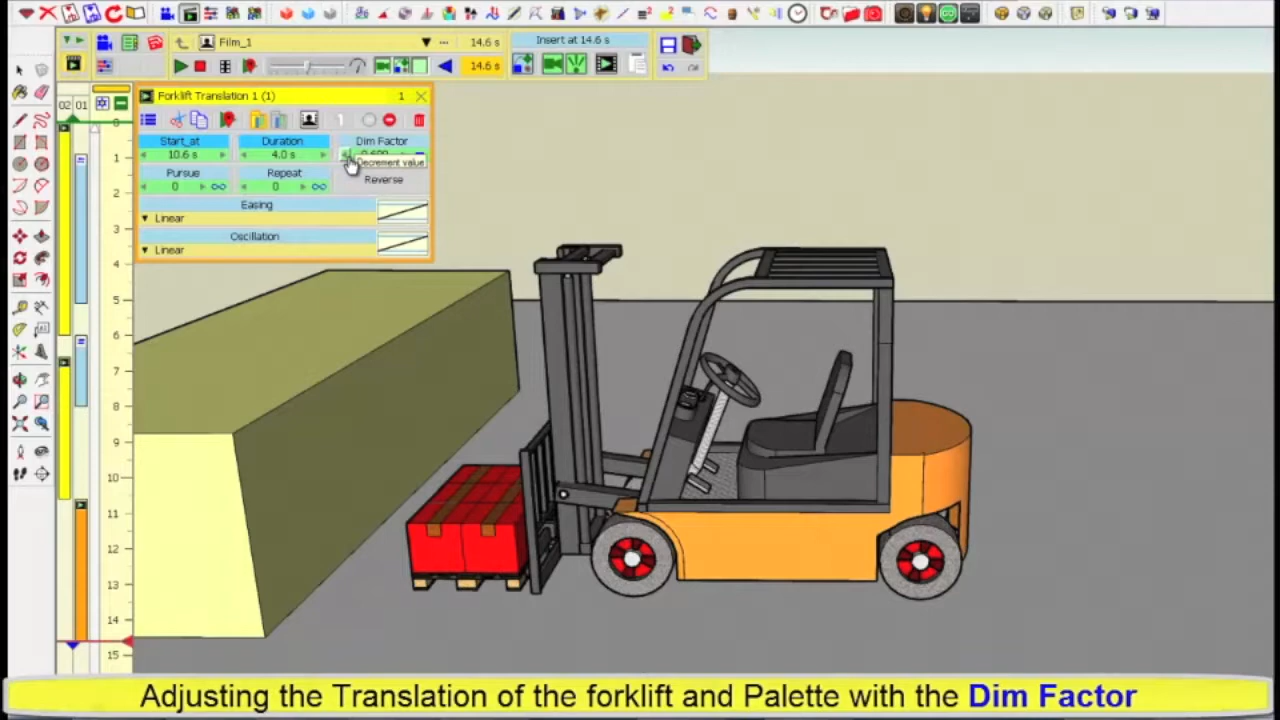 Film_1 14.6 s
Insert at 14.6 s
14.6 s
Forklift Translation 1 (1) 1
02 01
Start_at Duration Dim Factor
10.6 s 4.0 s
Decrement value
Pursue Repeat Reverse
0 0
Easing
Linear
Oscillation
Linear
0
1
2
3
4
5
6
7
8
9
10
11
12
13
14
15
Adjusting the Translation of the forklift and Palette with the Dim Factor